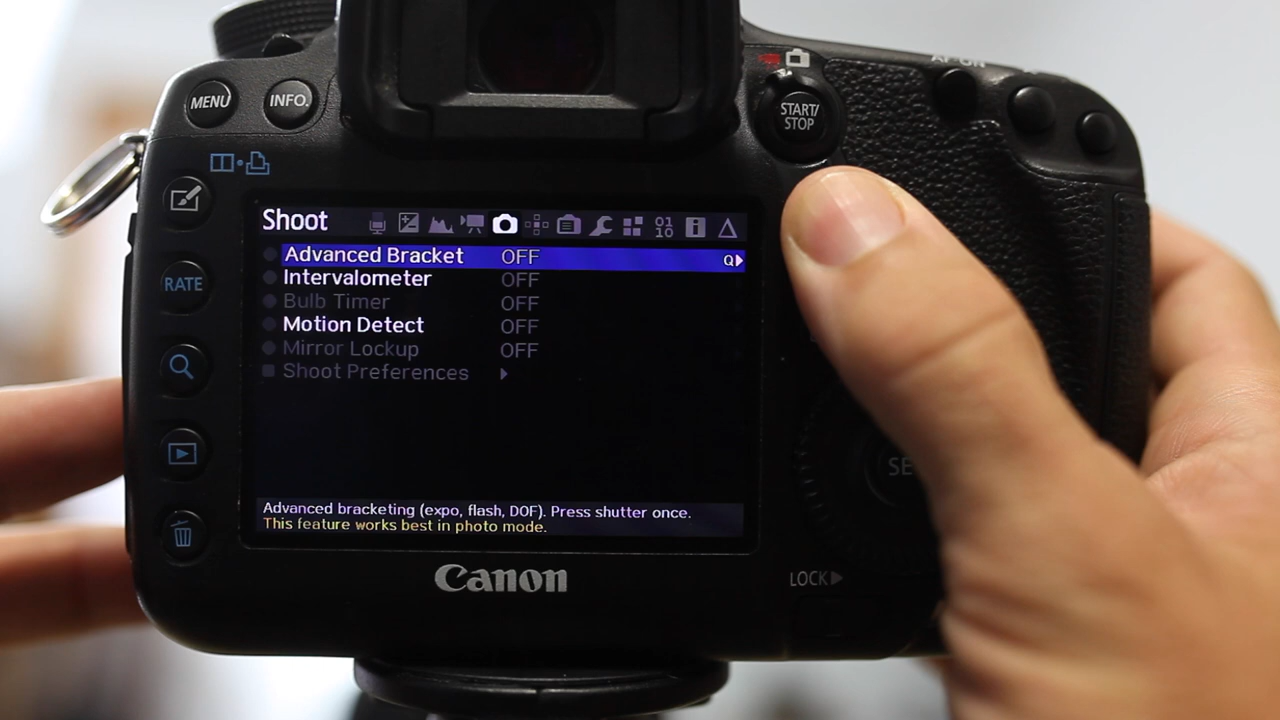 MENU
INFO.
START/
STOP
RATE
Shoot
01
10
Advanced Bracket OFF Q
Intervalometer OFF
Bulb Timer OFF
Motion Detect OFF
Mirror Lockup OFF
Shoot Preferences
Advanced bracketing (expo, flash, DOF). Press shutter once.
This feature works best in photo mode.
Canon
LOCK